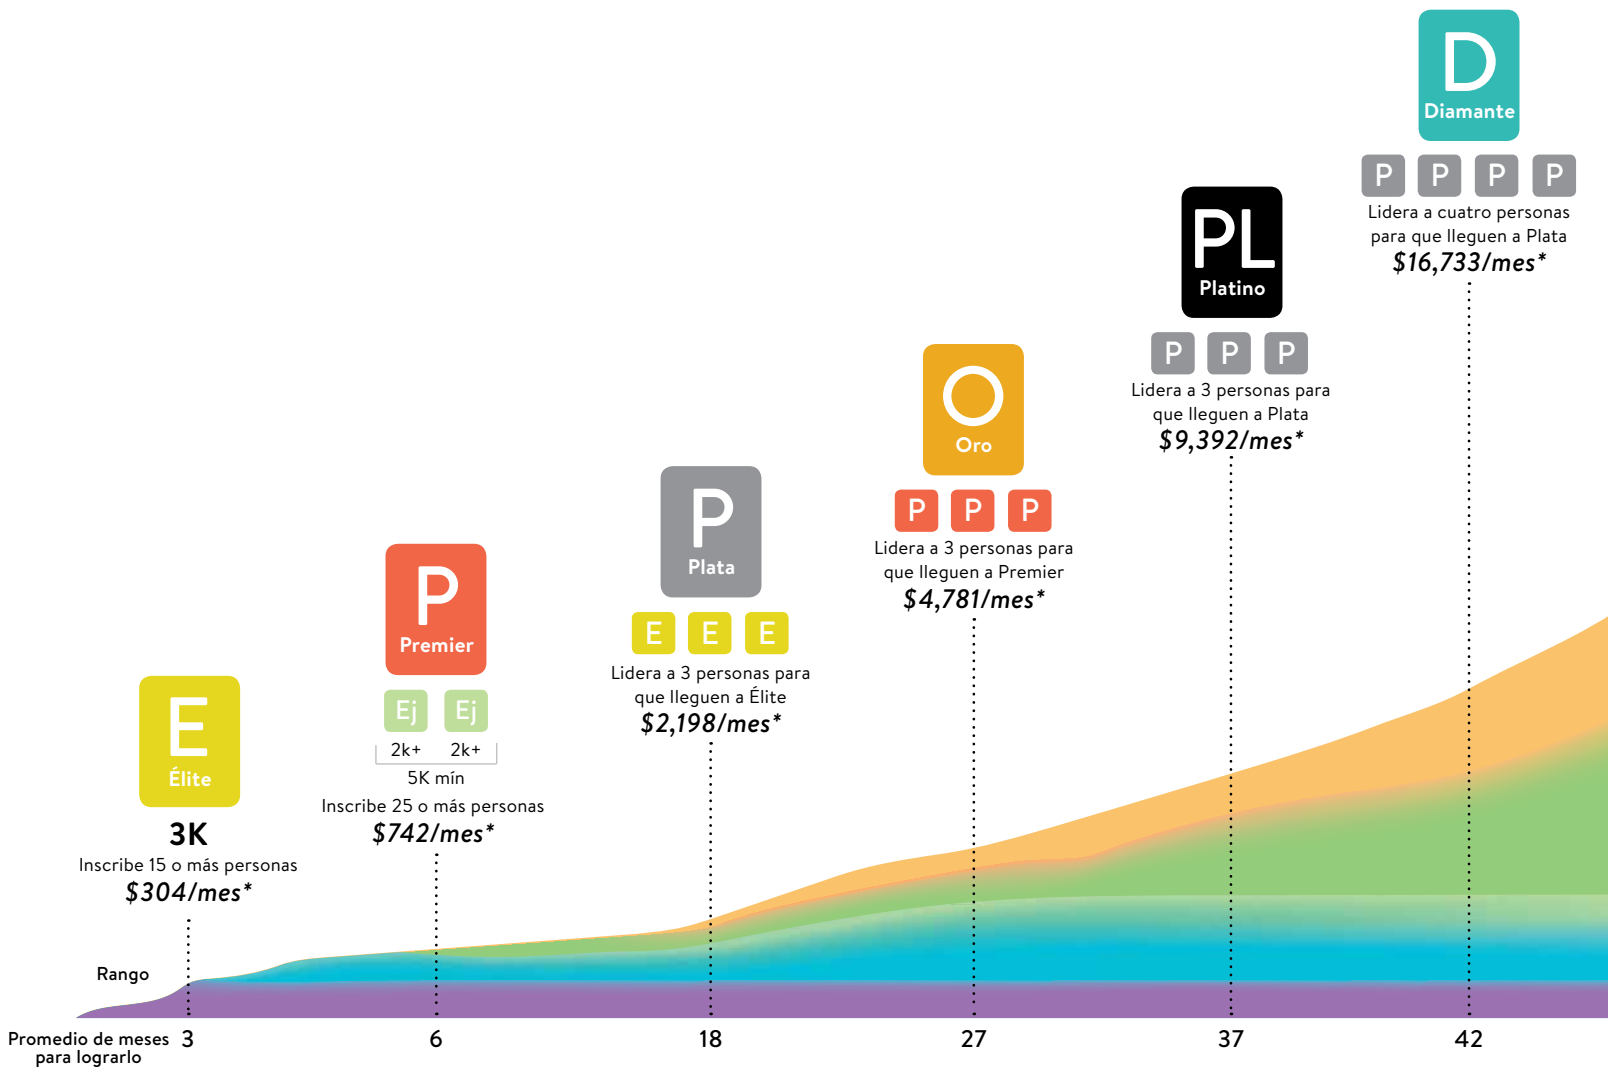 E
Élite
3K
Inscribe 15 o más personas
$304/mes*
P
Premier
Ej Ej
2k+ 2k+
5K mín
Inscribe 25 o más personas
$742/mes*
P
Plata
E E E
Lidera a 3 personas para
que lleguen a Élite
$2,198/mes*
O
Oro
P P P
Lidera a 3 personas para
que lleguen a Premier
$4,781/mes*
PL
Platino
P P P
Lidera a 3 personas para
que lleguen a Plata
$9,392/mes*
D
Diamante
P P P P
Lidera a cuatro personas
para que lleguen a Plata
$16,733/mes*
Rango
Promedio de meses
para lograrlo
3 6 18 27 37 42